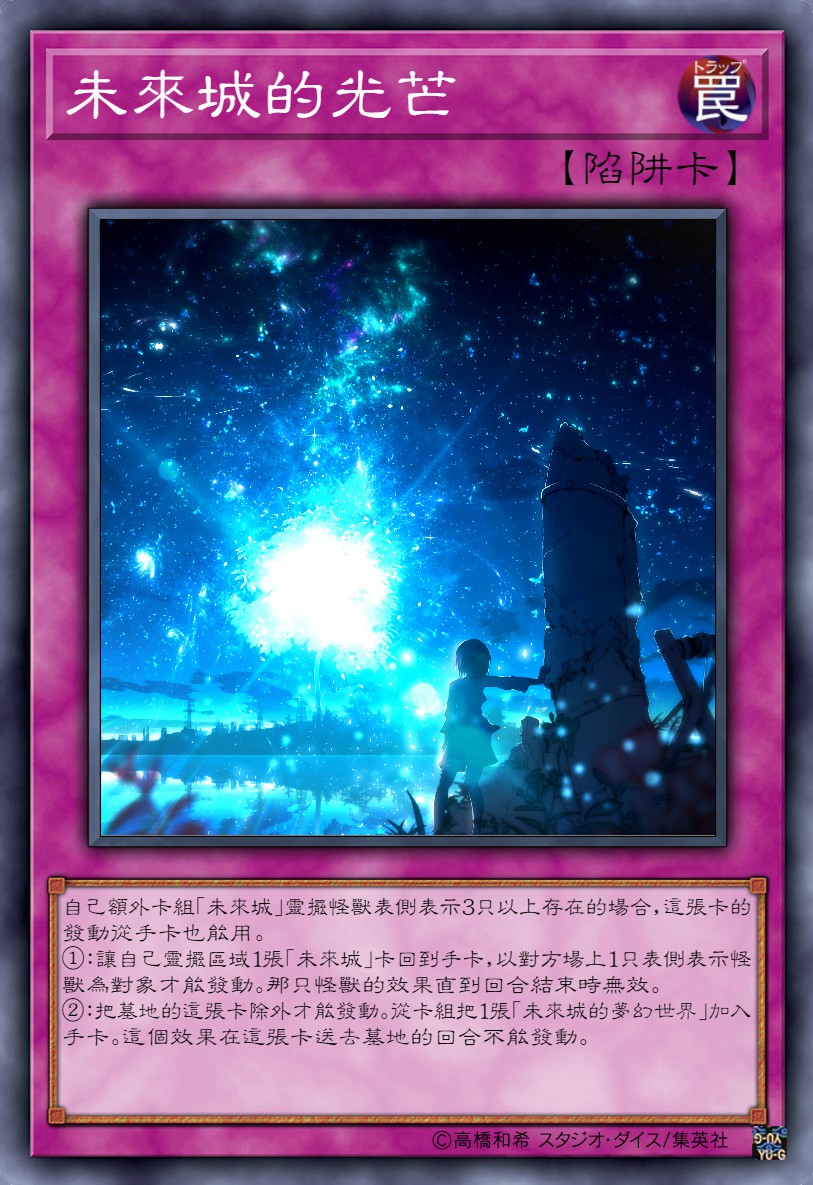 未來城的光芒
トラップ
罠
【陷阱卡】
自己額外卡組「未來城」靈擺怪獸表側表示3只以上存在的場合,這張卡的
發動從手卡也能用。
①:讓自己靈擺區域1張「未來城」卡回到手卡,以對方場上1只表側表示怪
獸為對象才能發動。那只怪獸的效果直到回合結束時無效。
②:把墓地的這張卡除外才能發動。從卡組把1張「未來城的夢幻世界」加入
手卡。這個效果在這張卡送去墓地的回合不能發動。
©高橋和希 スタジオ·ダイス/集英社
YU-G
YU-G